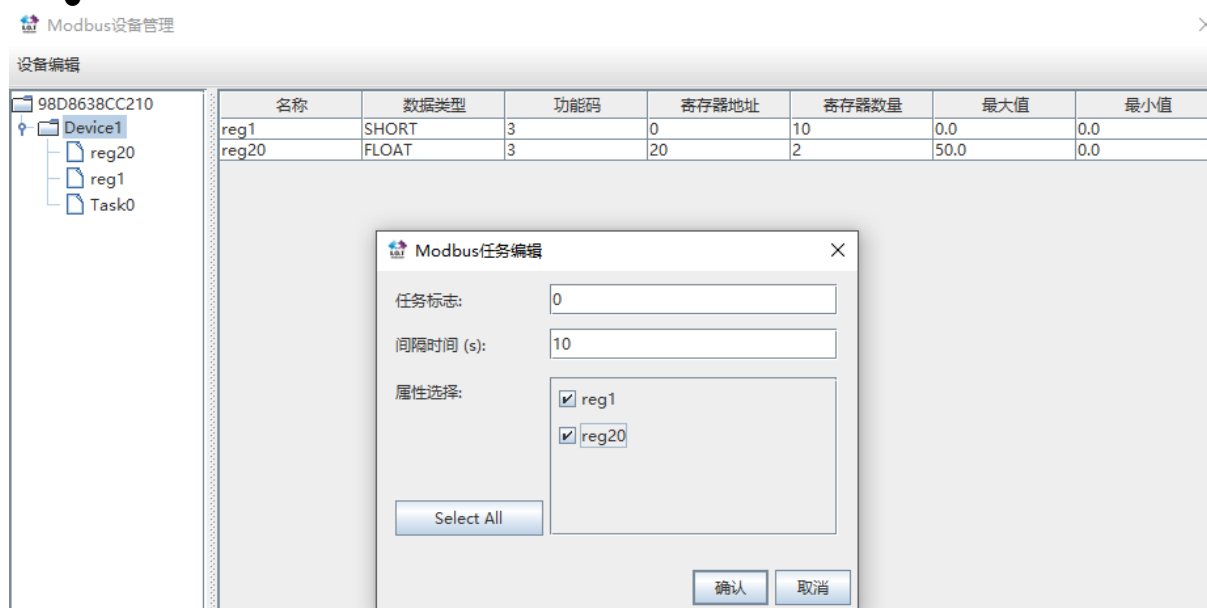 Modbus设备管理
设备编辑
98D8638CC210
Device1
reg20
reg1
Task0
名称 数据类型 功能码 寄存器地址 寄存器数量 最大值 最小值
reg1 SHORT 3 0 10 0.0 0.0
reg20 FLOAT 3 20 2 50.0 0.0
Modbus任务编辑
任务标志: 0
间隔时间 (s): 10
属性选择:
reg1
reg20
Select All
确认 取消